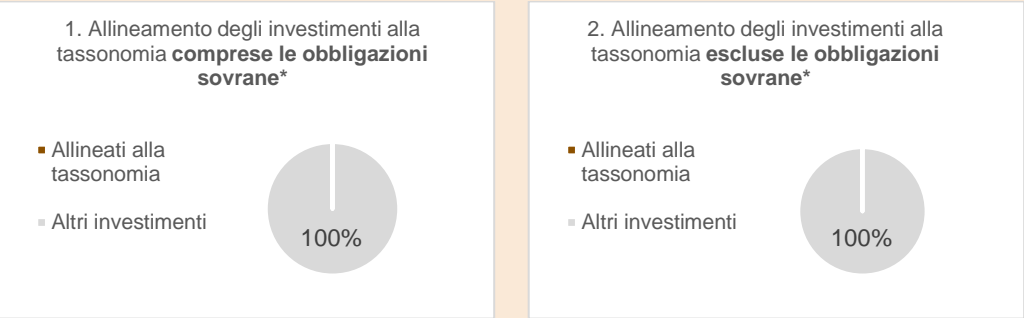 1. Allineamento degli investimenti alla
tassonomia comprese le obbligazioni
sovrane*
Allineati alla
tassonomia
Altri investimenti
100%
2. Allineamento degli investimenti alla
tassonomia escluse le obbligazioni
sovrane*
Allineati alla
tassonomia
Altri investimenti
100%